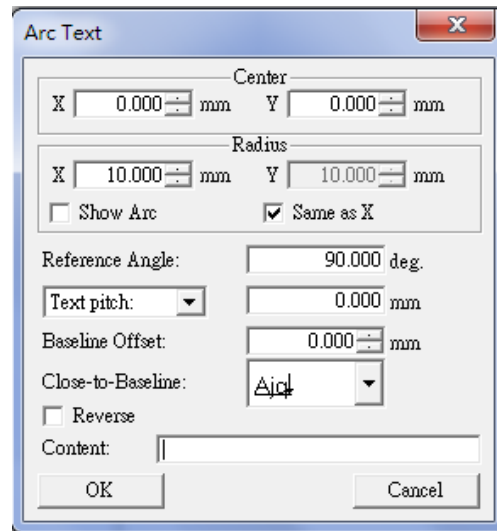 Arc Text
Center
X 0.000 mm Y 0.000 mm
Radius
X 10.000 mm Y 10.000 mm
Show Arc Same as X
Reference Angle: 90.000 deg.
Text pitch: 0.000 mm
Baseline Offset: 0.000 mm
Close-to-Baseline: Ajq
Reverse
Content:
OK Cancel